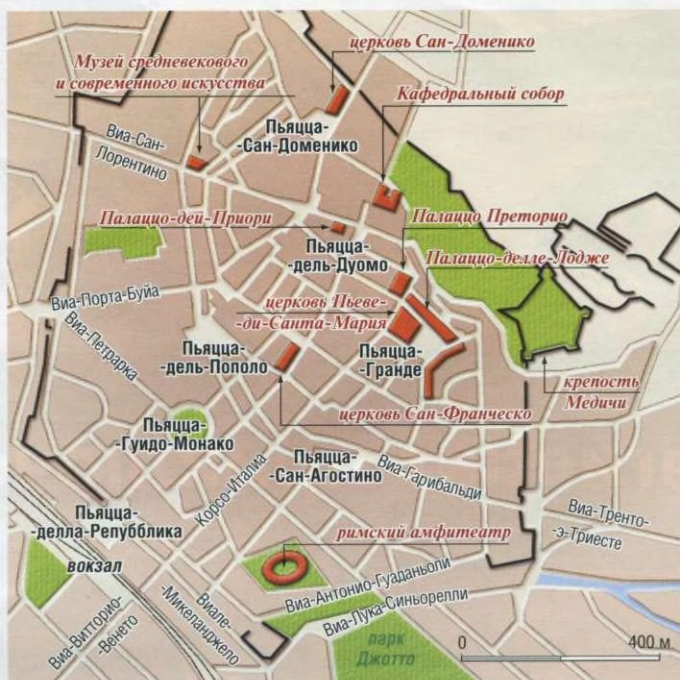 церковь Сан-Доменико
Музей средневекового
и современного искусства
Кафедральный собор
Пьяцца-
-Сан-Доменико
Виа-Сан-
Лорентино
Палаццо-дей-Приори
Палаццо Преторио
Пьяцца-
-дель-Дуомо
Палаццо-делле-Лодже
Виа-Порта-Буйа
церковь Пьеве-
-ди-Санта-Мария
Виа-Петрарка
Пьяцца-
-дель-Пополо
Пьяцца-
-Гранде
крепость
Медичи
церковь Сан-Франческо
Пьяцца-
-Гуидо-Монако
Пьяцца-
-Сан-Агостино
Виа-Гарибальди
Корсо-Италиа
Пьяцца-
-делла-Репубблика
Виа-Тренто-
-э-Триесте
римский амфитеатр
вокзал
Виа-Антонио-Гуаданьоли
Виа-Лука-Синьорелли
Виале-
-Микеланджело
Виа-Витторио-
-Венето
парк
Джотто
0 400 м